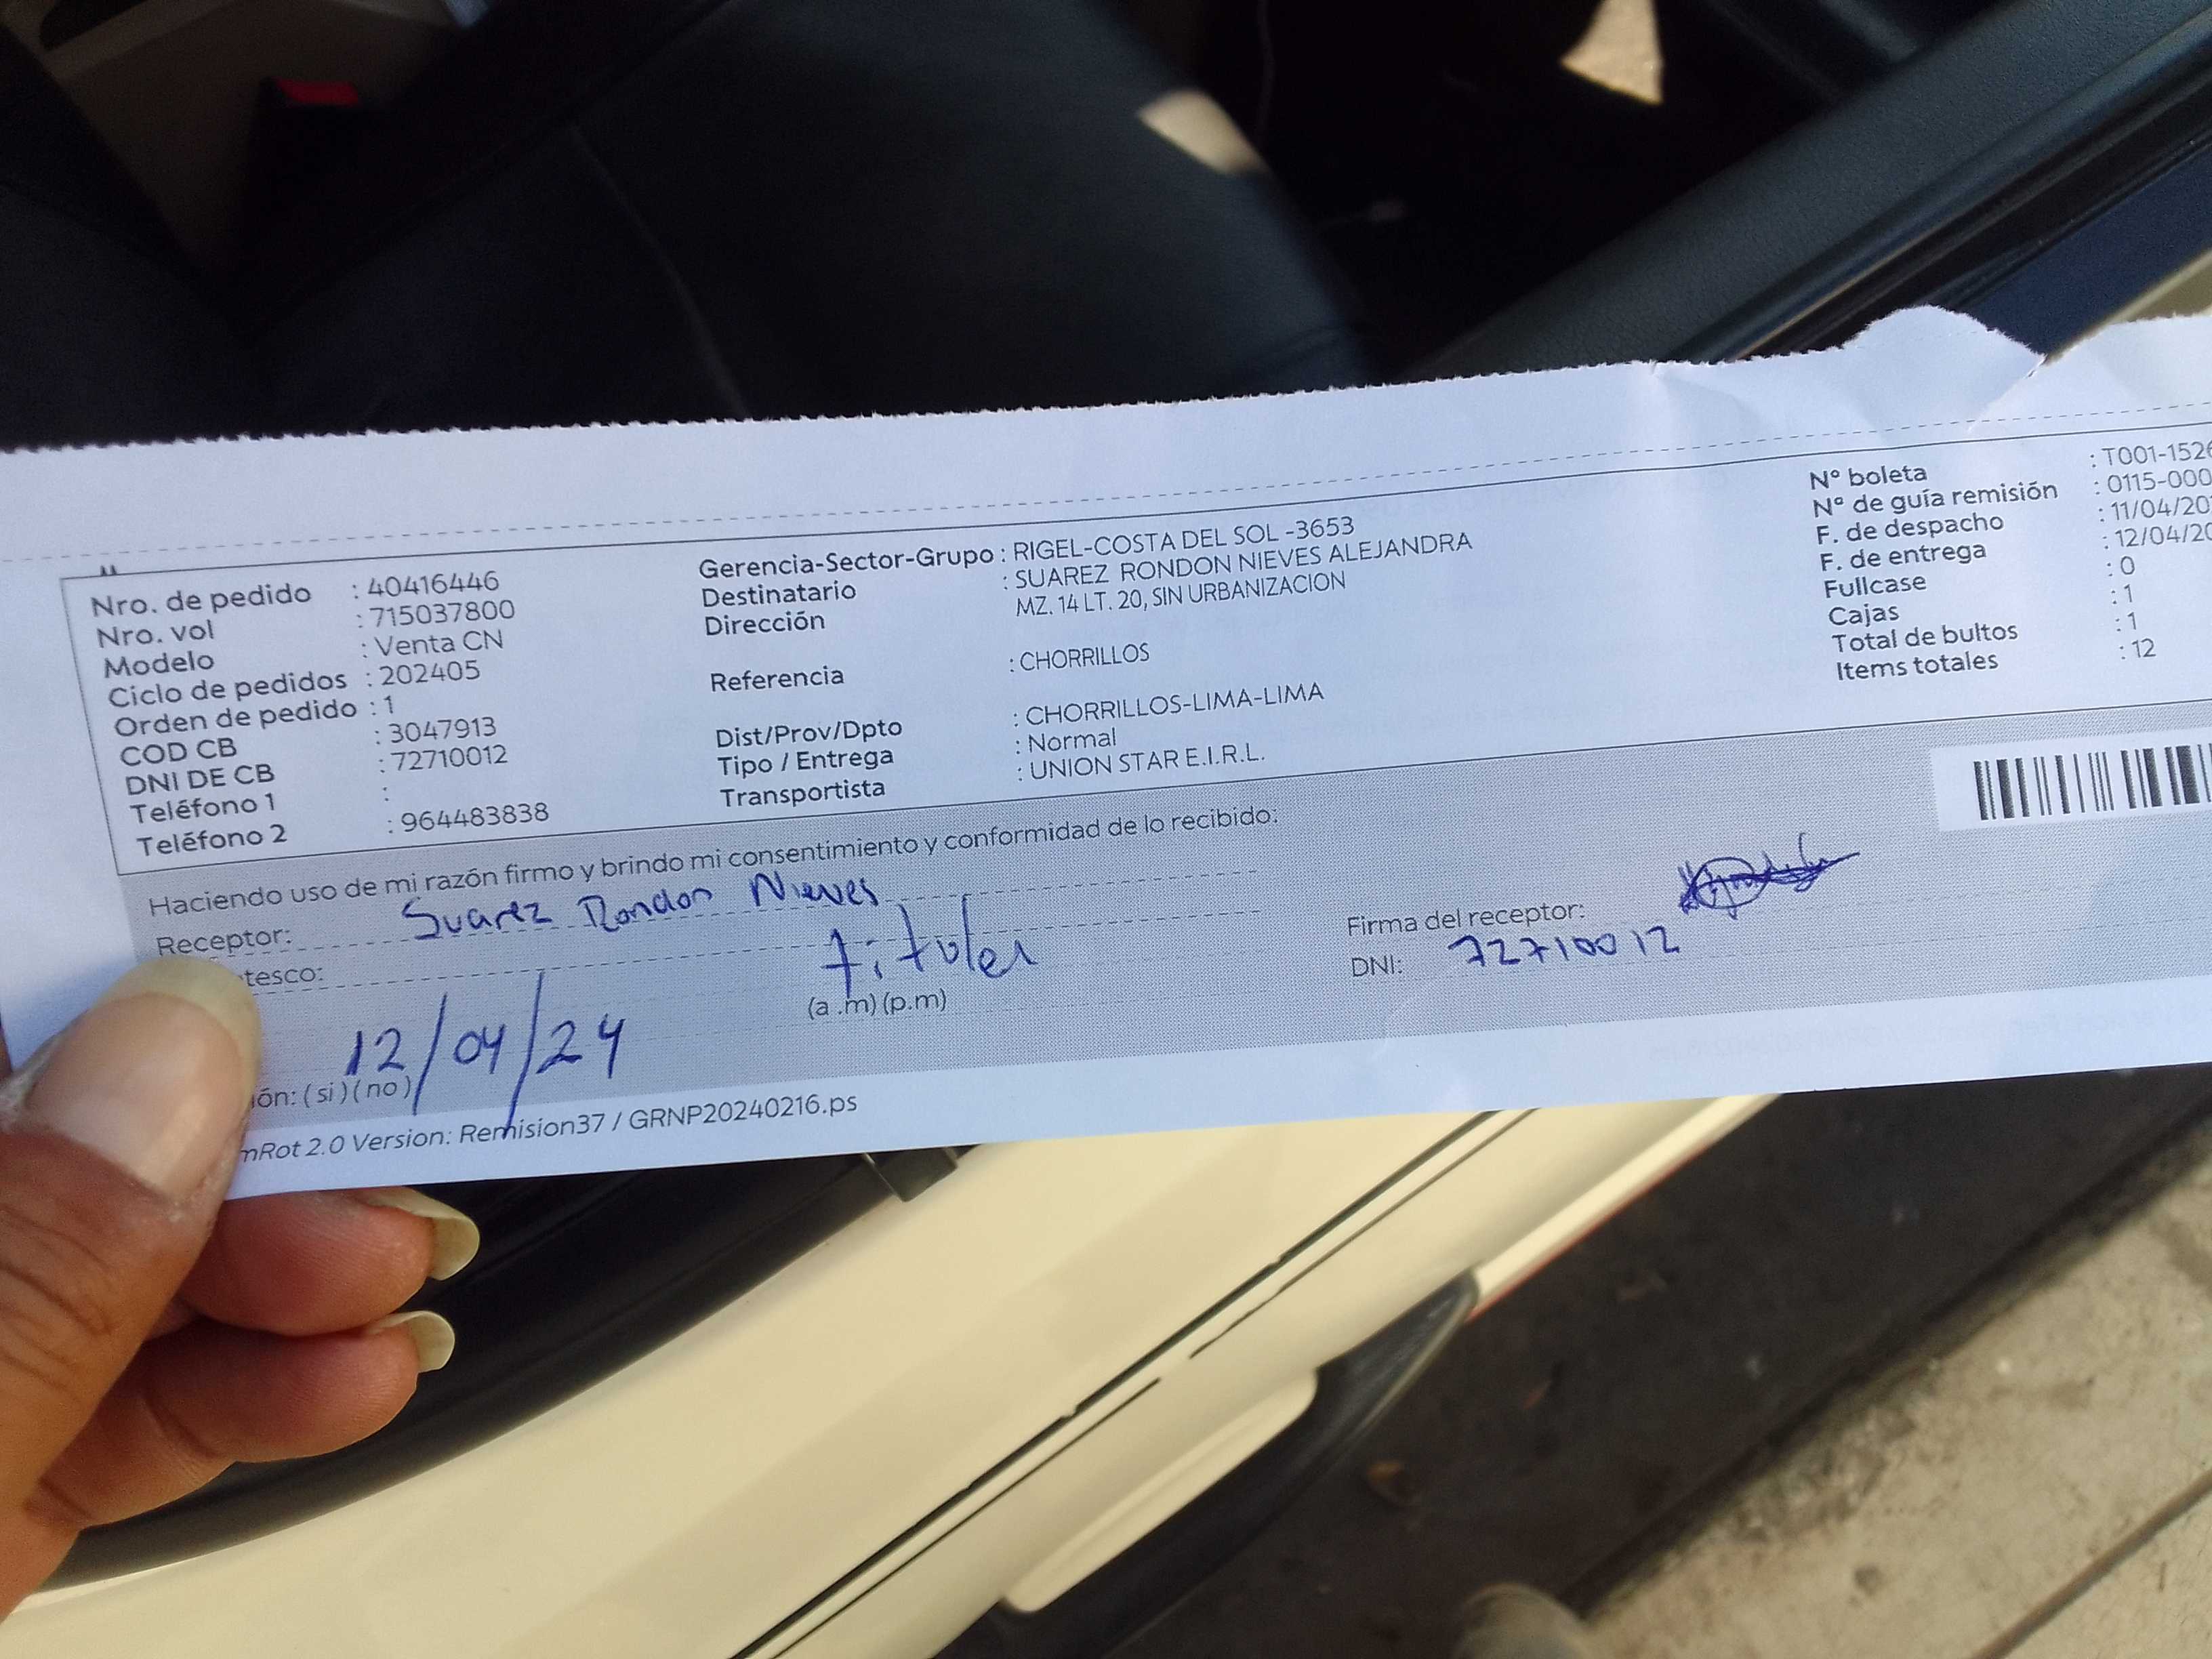 Nro. de pedido : 40416446
Nro. vol : 715037800
Modelo : Venta CN
Ciclo de pedidos : 202405
Orden de pedido : 1
COD CB : 3047913
DNI DE CB : 72710012
Teléfono 1 :
Teléfono 2 : 964483838
Gerencia-Sector-Grupo : RIGEL-COSTA DEL SOL -3653
Destinatario : SUAREZ RONDON NIEVES ALEJANDRA
Dirección MZ. 14 LT. 20, SIN URBANIZACION
Referencia : CHORRILLOS
Dist/Prov/Dpto : CHORRILLOS-LIMA-LIMA
Tipo / Entrega : Normal
Transportista : UNION STAR E.I.R.L.
N° boleta : T001-1526
N° de guía remisión : 0115-000
F. de despacho : 11/04/20
F. de entrega : 12/04/20
Fullcase : 0
Cajas : 1
Total de bultos : 1
Items totales : 12
Haciendo uso de mi razón firmo y brindo mi consentimiento y conformidad de lo recibido:
Receptor: Suarez Rondon Nieves
Firma del receptor:
tesco: titular
DNI: 72710012
12/04/24 (a .m) (p.m)
ión: (si) (no)
mRot 2.0 Version: Remision37 / GRNP20240216.ps